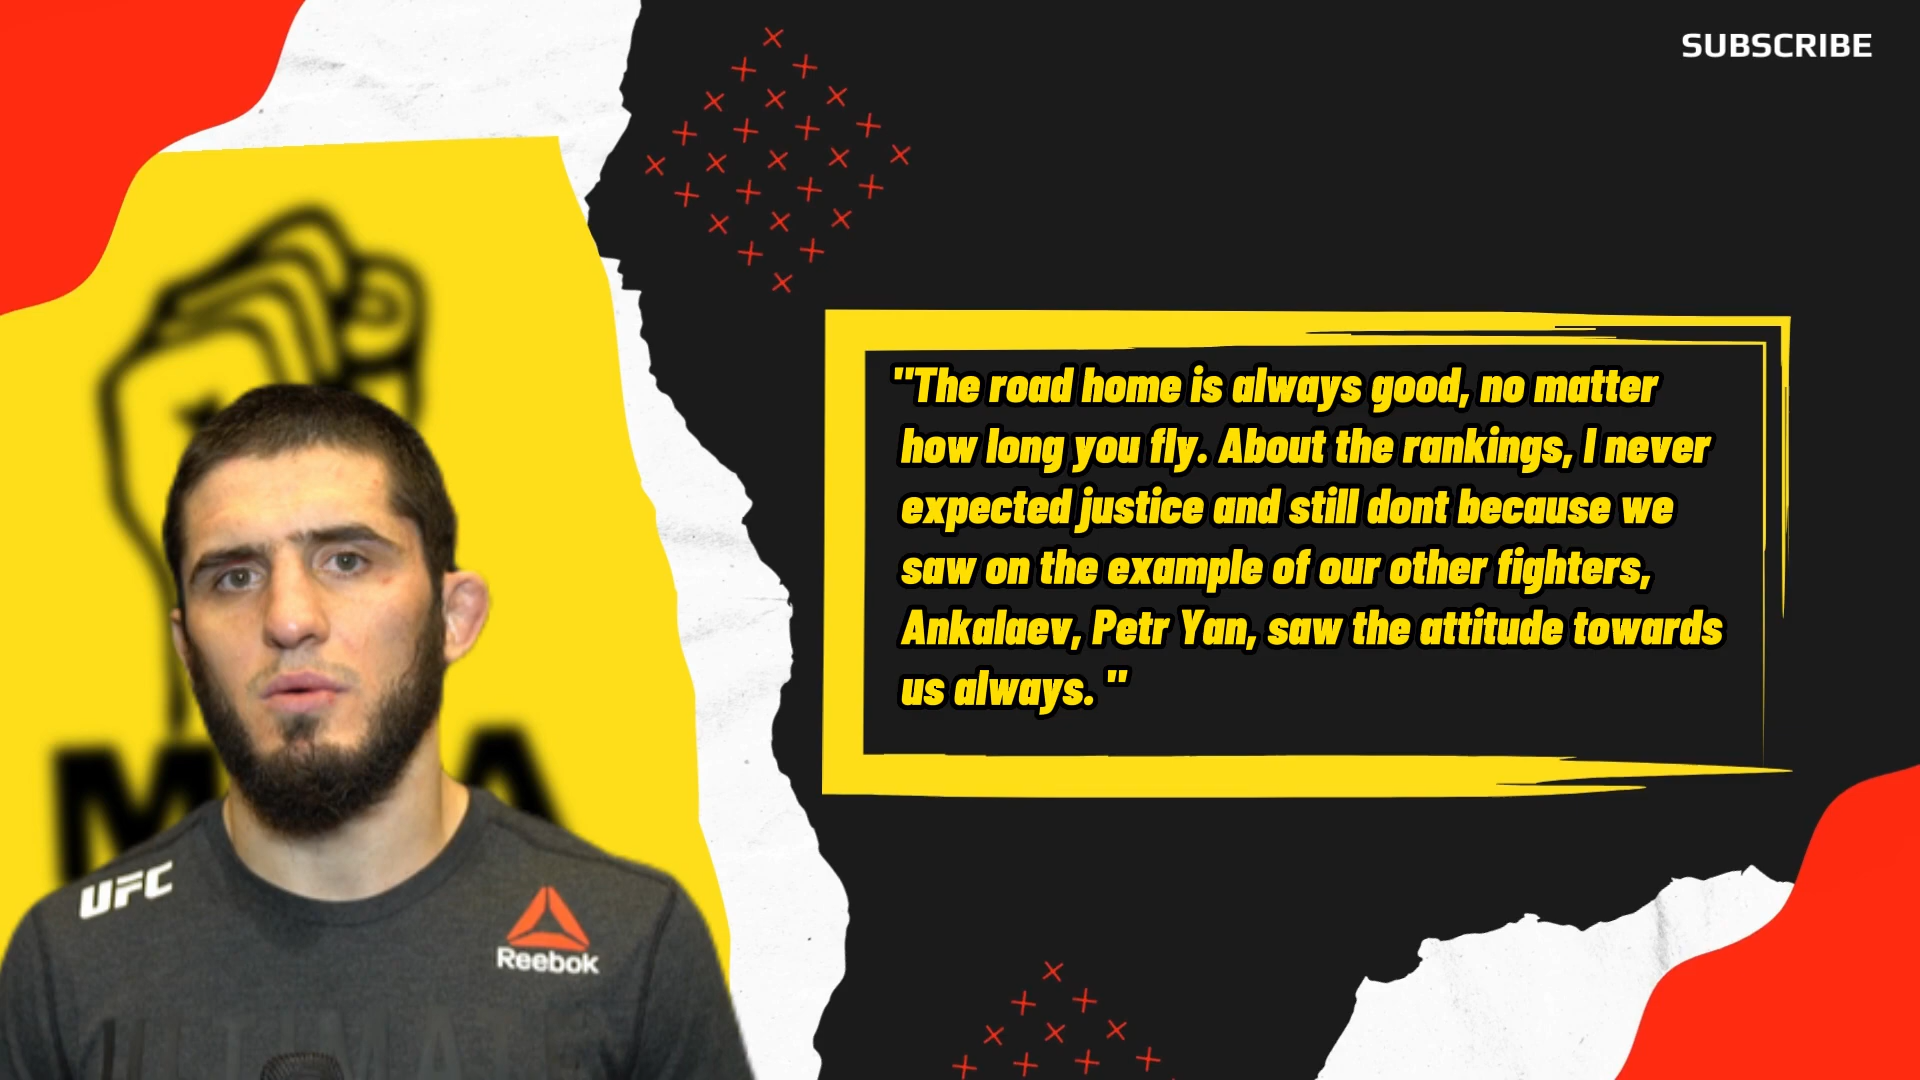 SUBSCRIBE
"The road home is always good, no matter
how long you fly. About the rankings, I never
expected justice and still dont because we
saw on the example of our other fighters,
Ankalaev, Petr Yan, saw the attitude towards
us always. "
UFC
Reebok